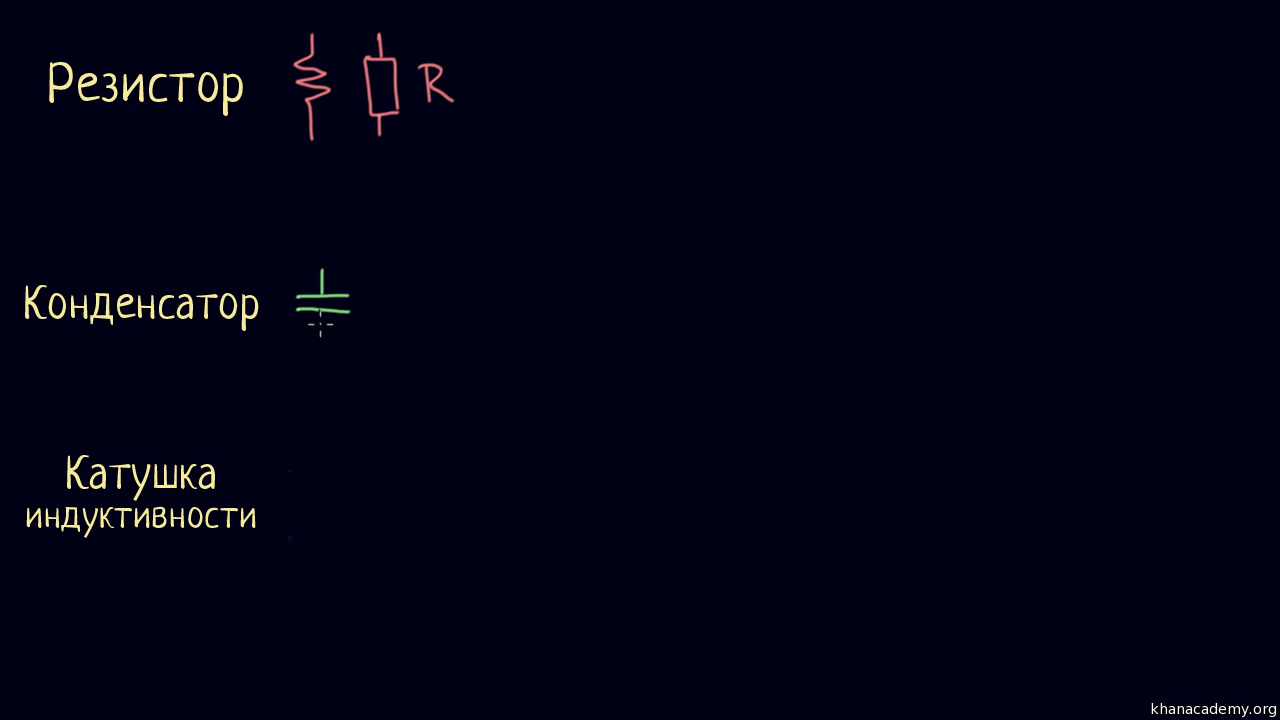 Резистор R
Конденсатор
Катушка
индуктивности
khanacademy.org